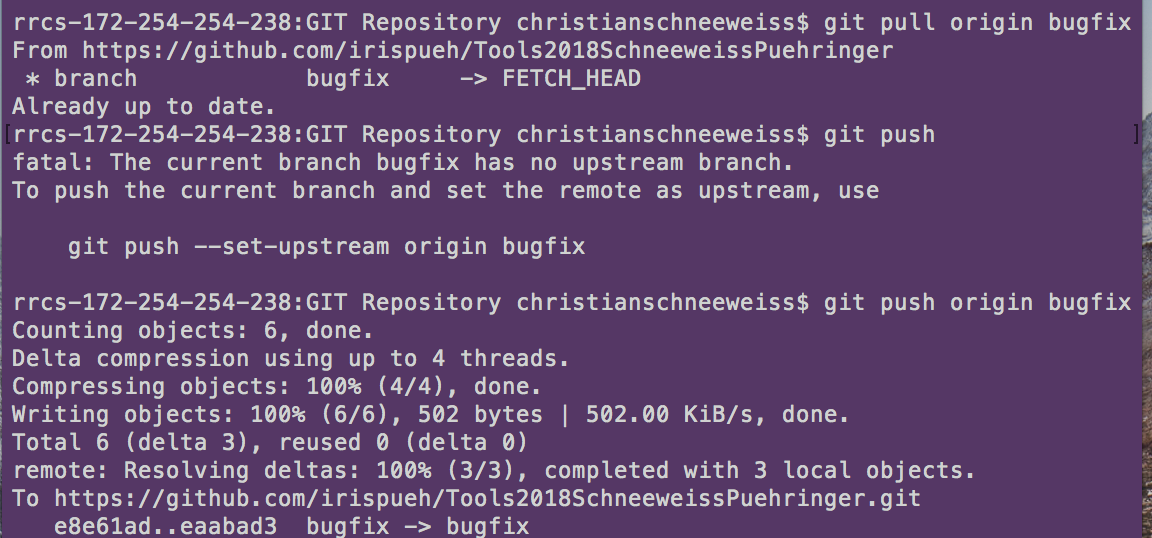 rrcs-172-254-254-238:GIT Repository christianschneeweiss$ git pull origin bugfix
From https://github.com/irispueh/Tools2018SchneeweissPuehringer
 * branch            bugfix     -> FETCH_HEAD
Already up to date.
[rrcs-172-254-254-238:GIT Repository christianschneeweiss$ git push ]
fatal: The current branch bugfix has no upstream branch.
To push the current branch and set the remote as upstream, use

    git push --set-upstream origin bugfix

rrcs-172-254-254-238:GIT Repository christianschneeweiss$ git push origin bugfix
Counting objects: 6, done.
Delta compression using up to 4 threads.
Compressing objects: 100% (4/4), done.
Writing objects: 100% (6/6), 502 bytes | 502.00 KiB/s, done.
Total 6 (delta 3), reused 0 (delta 0)
remote: Resolving deltas: 100% (3/3), completed with 3 local objects.
To https://github.com/irispueh/Tools2018SchneeweissPuehringer.git
   e8e61ad..eaabad3  bugfix -> bugfix